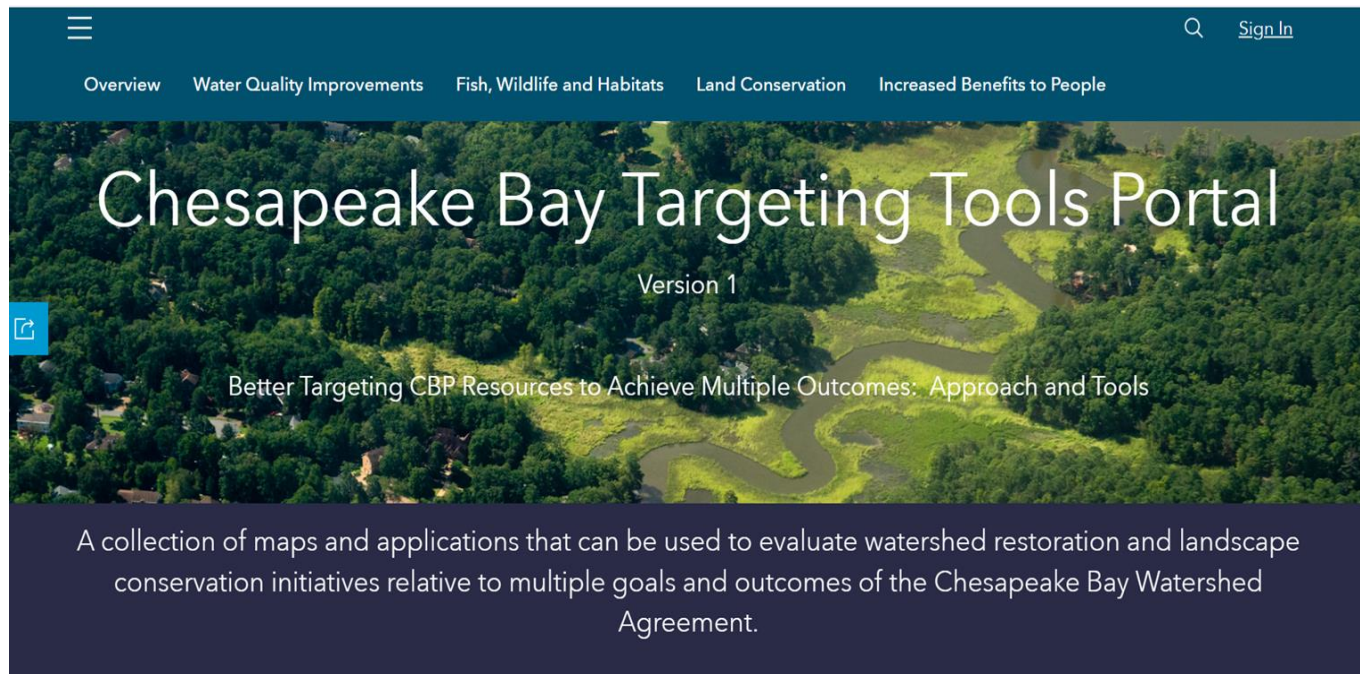 Sign In
Overview Water Quality Improvements Fish, Wildlife and Habitats Land Conservation Increased Benefits to People
Chesapeake Bay Targeting Tools Portal
Version 1
Better Targeting CBP Resources to Achieve Multiple Outcomes: Approach and Tools
A collection of maps and applications that can be used to evaluate watershed restoration and landscape
conservation initiatives relative to multiple goals and outcomes of the Chesapeake Bay Watershed
Agreement.